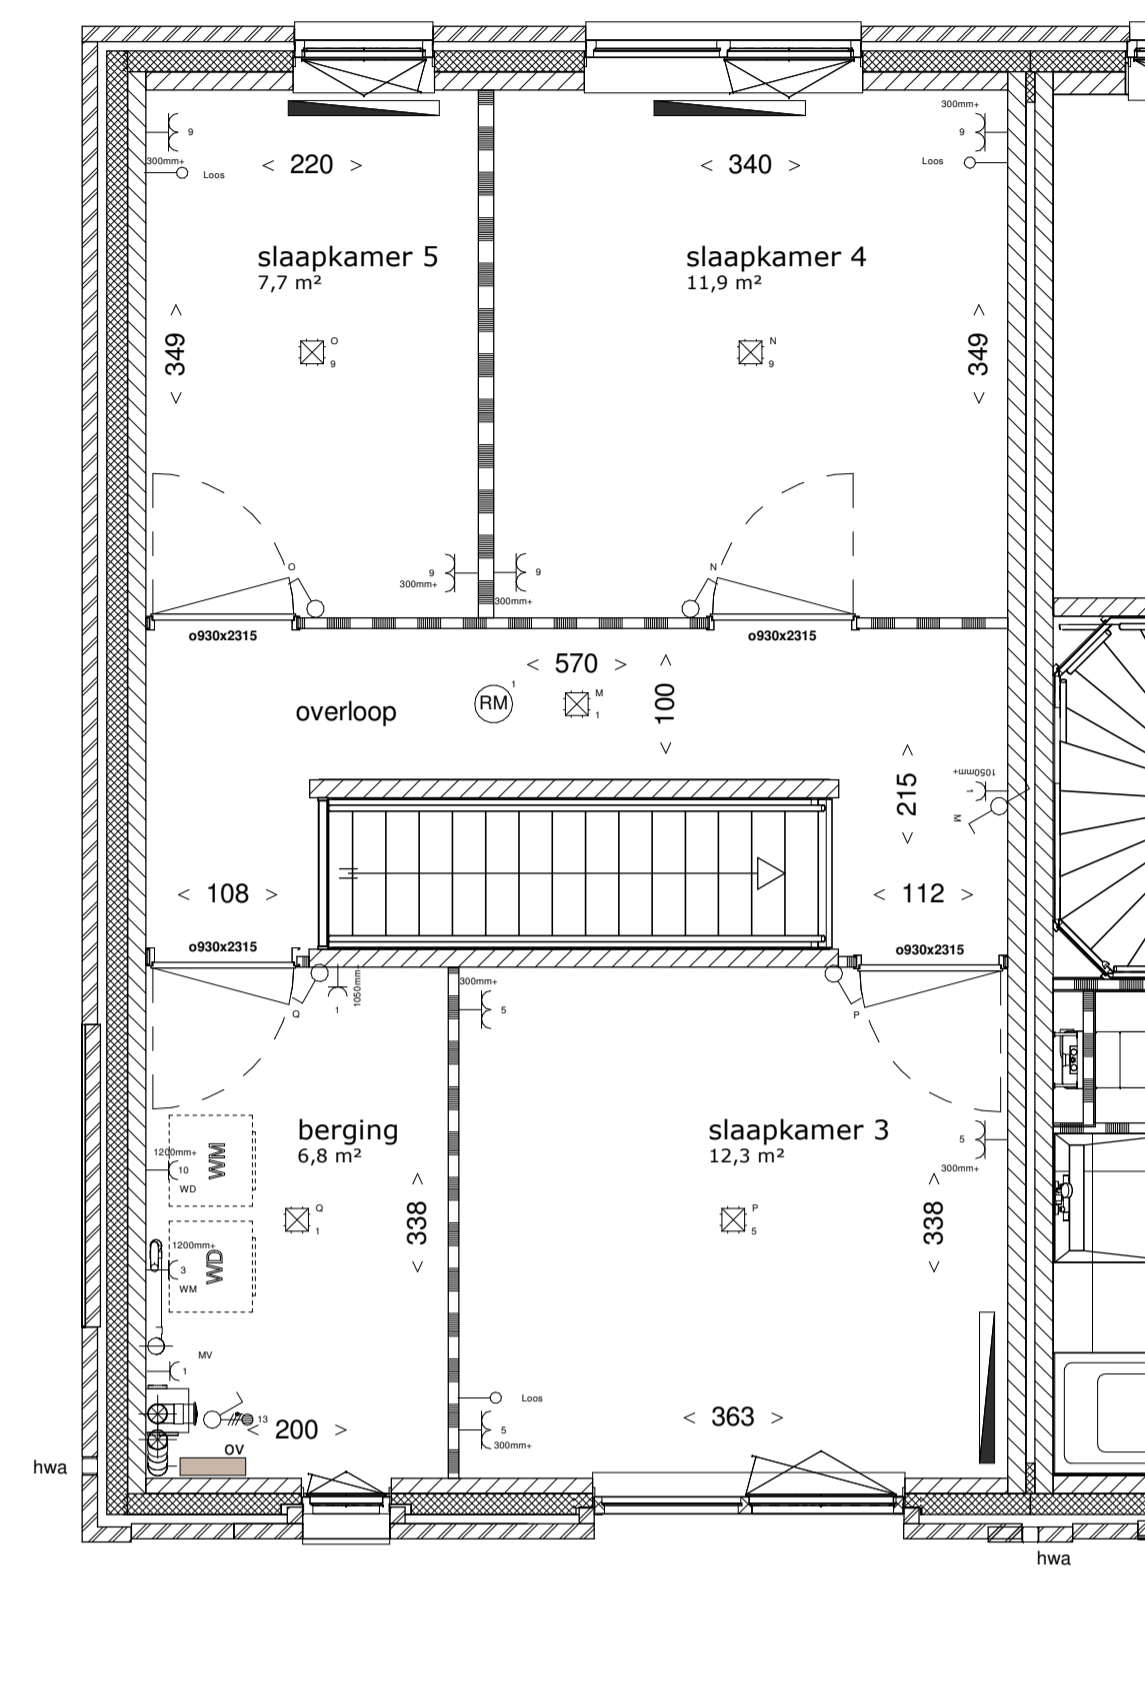 300mm+
9
9
300mm+
Loos
Loos
< 220 >
< 340 >
slaapkamer 5
7,7 m²
slaapkamer 4
11,9 m²
< 349 >
O
9
N
9
< 349 >
O
9
300mm+
9
300mm+
N
o930x2315
o930x2315
< 570 >
overloop
RM
1
M
1
< 100 >
< 215 >
1050mm+
1
M
< 108 >
< 112 >
o930x2315
o930x2315
Q
1
1050mm+
300mm+
5
P
berging
6,8 m²
slaapkamer 3
12,3 m²
5
300mm+
1200mm+
10
WD
WM
Q
1
< 338 >
P
5
< 338 >
1200mm+
3
WM
WD
MV
1
Loos
5
300mm+
13
< 200 >
< 363 >
ov
hwa
hwa